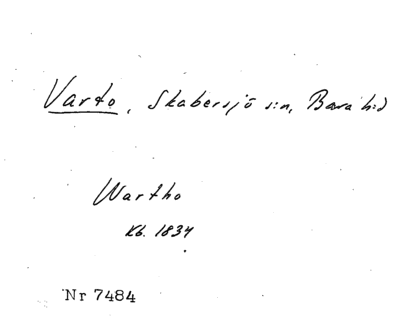 Varto, Skabersjö s:n, Bara h:d
Wartho
Kb. 1834
Nr 7484